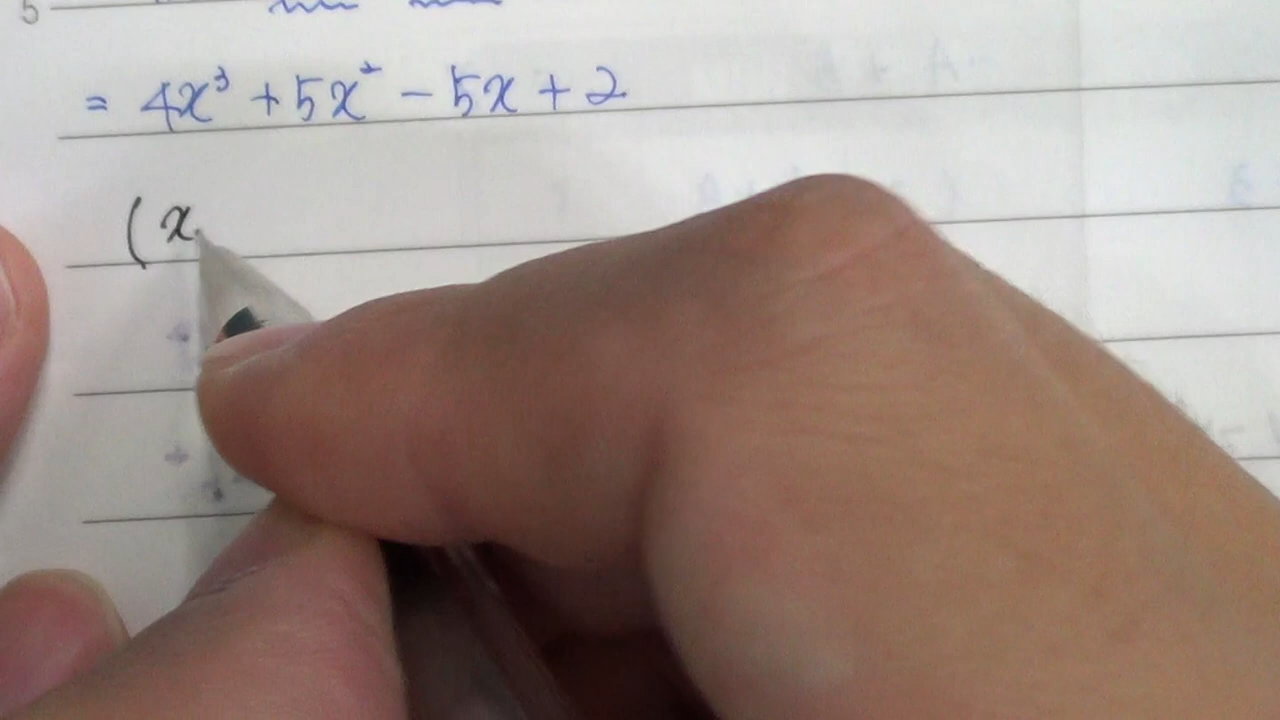 = 4x³ + 5x² - 5x + 2
(x